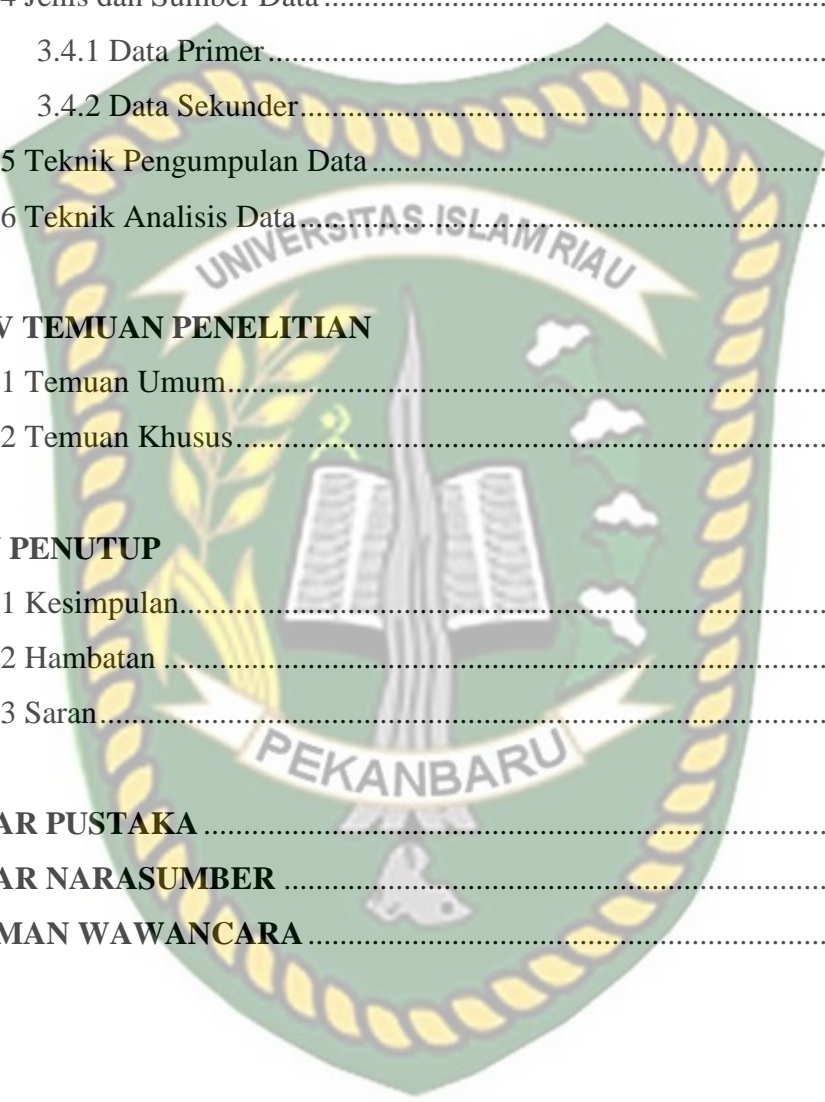 4 Jenis dan Sumber Data ........................................................................
3.4.1 Data Primer ........................................................................
3.4.2 Data Sekunder ........................................................................
5 Teknik Pengumpulan Data ........................................................................
6 Teknik Analisis Data ........................................................................
UNIVERSITAS ISLAM RIAU
V TEMUAN PENELITIAN
1 Temuan Umum ........................................................................
2 Temuan Khusus ........................................................................
PENUTUP
1 Kesimpulan ........................................................................
2 Hambatan ........................................................................
3 Saran ........................................................................
PEKANBARU
AR PUSTAKA ........................................................................
AR NARASUMBER ........................................................................
MAN WAWANCARA ........................................................................